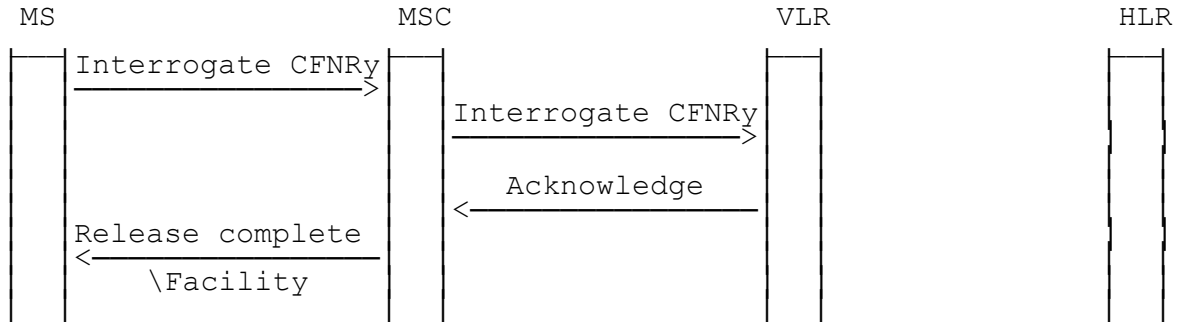 MS MSC VLR HLR
Interrogate CFNRy
Interrogate CFNRy
Acknowledge
Release complete
\Facility